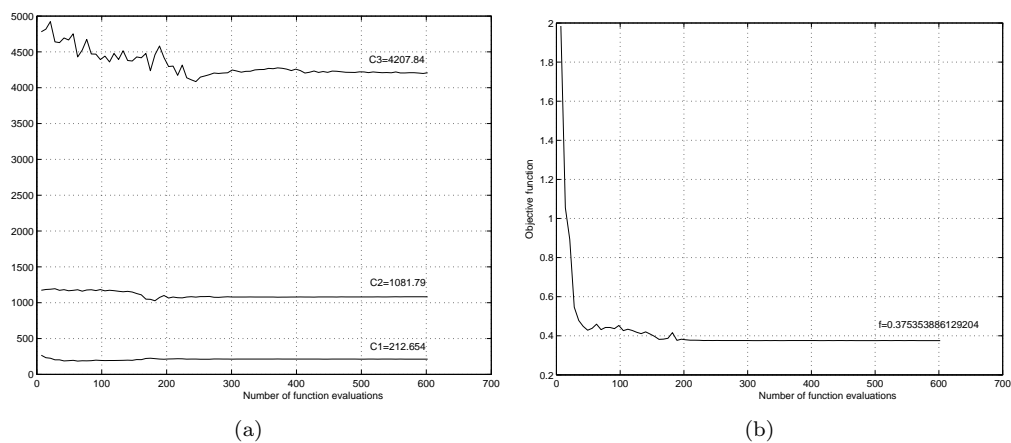 5000
4500
4000
3500
3000
2500
2000
1500
1000
500
0
C3=4207.84
C2=1081.79
C1=212.654
0 100 200 300 400 500 600 700
Number of function evaluations
(a)
2
1.8
1.6
1.4
1.2
1
0.8
0.6
0.4
0.2
Objective function
f=0.375353886129204
0 100 200 300 400 500 600 700
Number of function evaluations
(b)